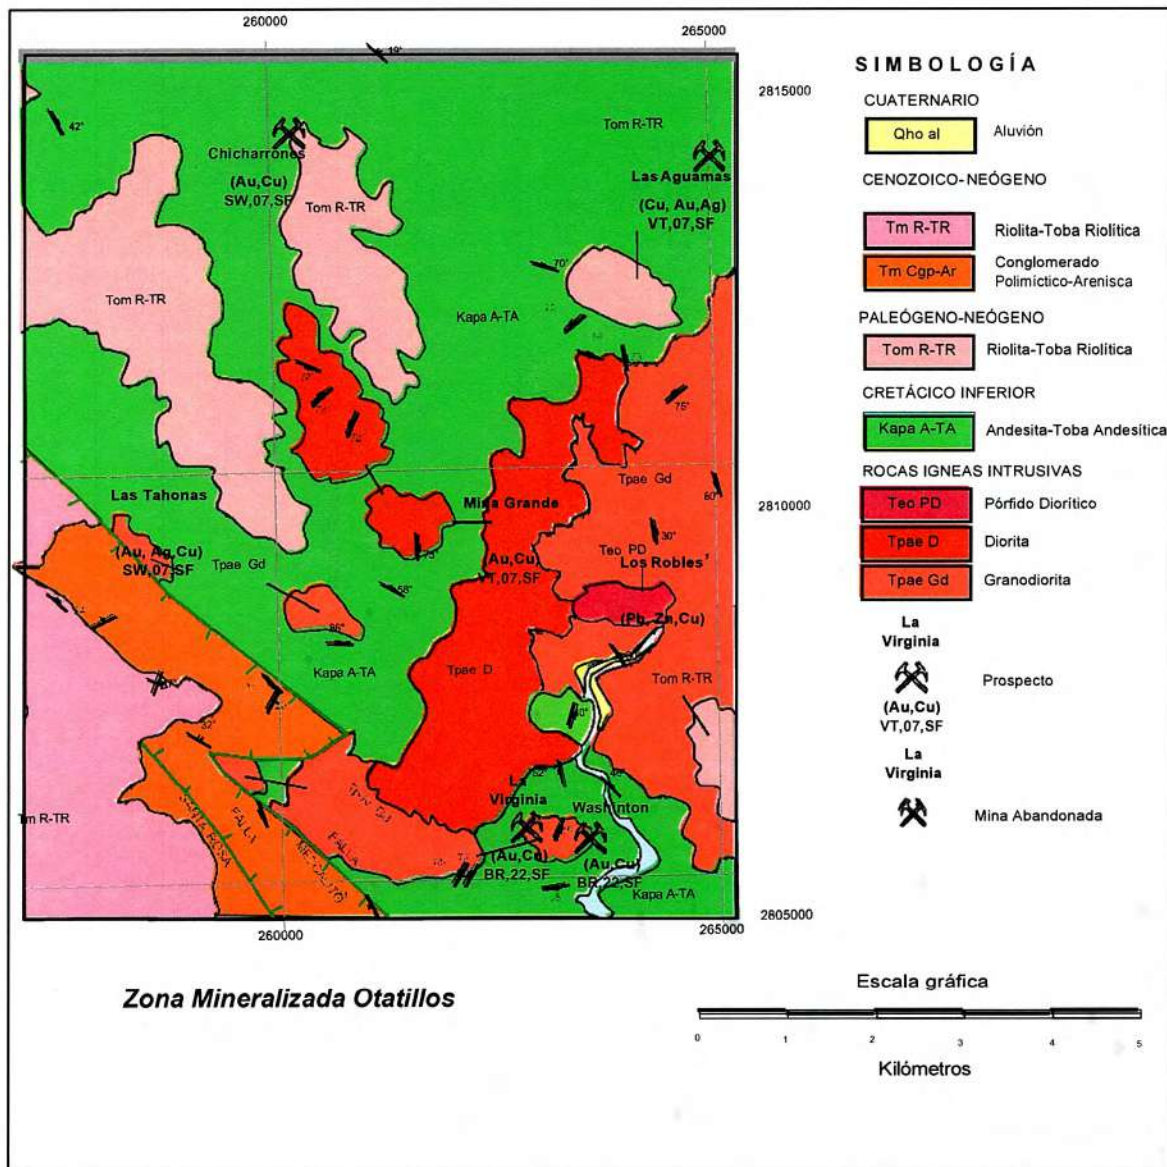 260000
265000
19°
2815000
42°
Chicharrones
(Au,Cu)
SW,07,SF
Tom R-TR
Tom R-TR
Las Aguamas
(Cu, Au,Ag)
VT,07,SF
70°
Tom R-TR
Kapa A-TA
75°
Tpae Gd
80°
Las Tahonas
Mina Grande
2810000
(Au, Ag,Cu)
SW,07,SF
Tpae Gd
(Au,Cu)
VT,07,SF
30°
Teo PD
Los Robles
58°
(Pb, Zn,Cu)
86°
Kapa A-TA
Tpae D
Tom R-TR
40°
32°
La
Virginia
Washinton
Tm R-TR
SANTA ROSA
FALLA
FALLA
Tpae Gd
(Au,Cu)
BR,22,SF
(Au,Cu)
BR,22,SF
Kapa A-TA
2805000
260000
265000
SIMBOLOGÍA
CUATERNARIO
Qho al
Aluvión
CENOZOICO-NEÓGENO
Tm R-TR
Riolita-Toba Riolítica
Tm Cgp-Ar
Conglomerado
Polimíctico-Arenisca
PALEÓGENO-NEÓGENO
Tom R-TR
Riolita-Toba Riolítica
CRETÁCICO INFERIOR
Kapa A-TA
Andesita-Toba Andesítica
ROCAS IGNEAS INTRUSIVAS
Teo PD
Pórfido Diorítico
Tpae D
Diorita
Tpae Gd
Granodiorita
La
Virginia
Prospecto
(Au,Cu)
VT,07,SF
La
Virginia
Mina Abandonada
Zona Mineralizada Otatillos
Escala gráfica
0 1 2 3 4 5
Kilómetros